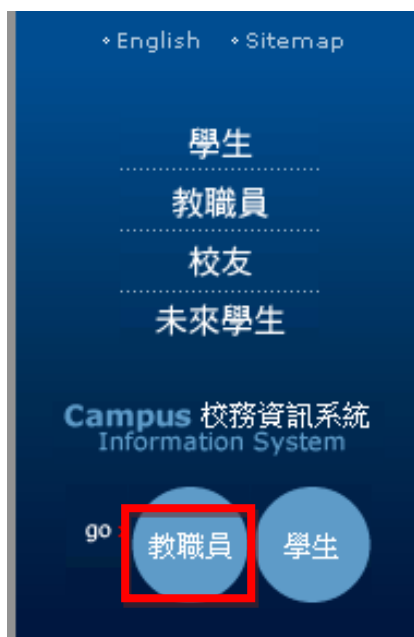 English Sitemap
學生
教職員
校友
未來學生
Campus 校務資訊系統
Information System
go 教職員 學生